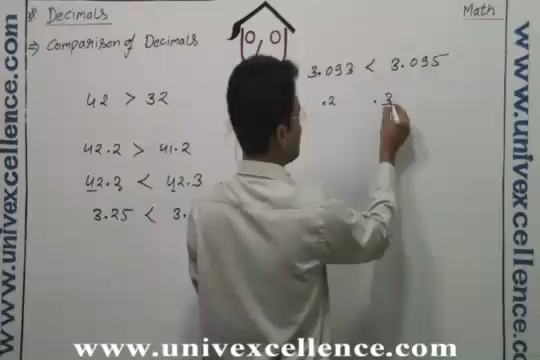 * Decimals
Math
⇒ Comparison of Decimals
3.093 < 3.095
42 > 32
.2 .3
42.2 > 41.2
42.2 < 42.3
3.25 < 3.
www.univexcellence.com
www.univexcellence.com
www.univexcellence.com